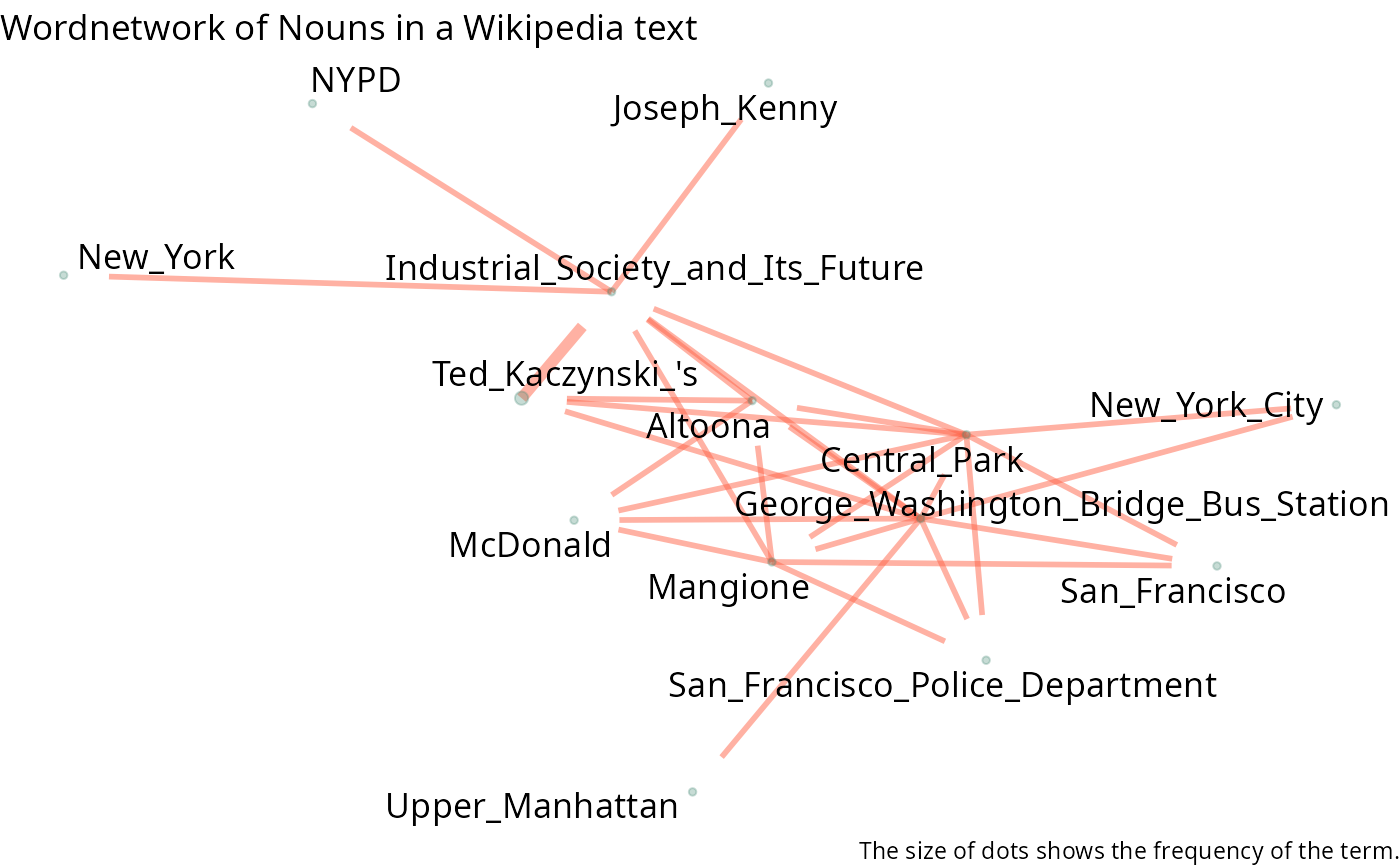 Wordnetwork of Nouns in a Wikipedia text
NYPD
Joseph_Kenny
New_York
Industrial_Society_and_Its_Future
Ted_Kaczynski_'s
New_York_City
Altoona
Central_Park
George_Washington_Bridge_Bus_Station
McDonald
Mangione
San_Francisco
San_Francisco_Police_Department
Upper_Manhattan
The size of dots shows the frequency of the term.